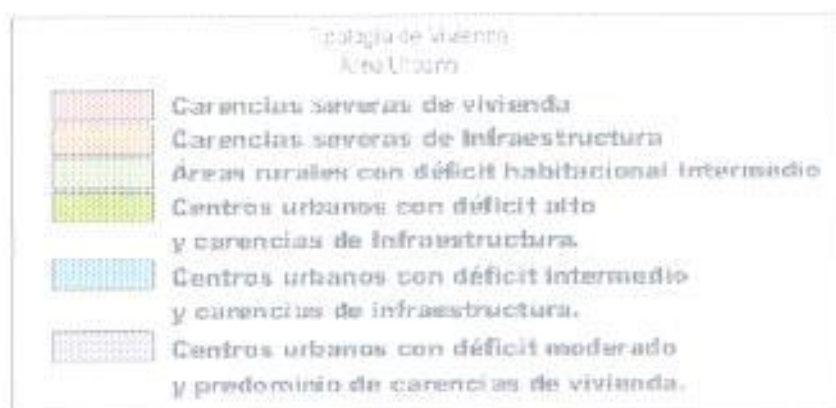 Tipología de Vivienda
Área Urbana
Carencias severas de vivienda
Carencias severas de Infraestructura
Áreas rurales con déficit habitacional Intermedio
Centros urbanos con déficit alto
y carencias de Infraestructura.
Centros urbanos con déficit intermedio
y carencias de infraestructura.
Centros urbanos con déficit moderado
y predominio de carencias de vivienda.